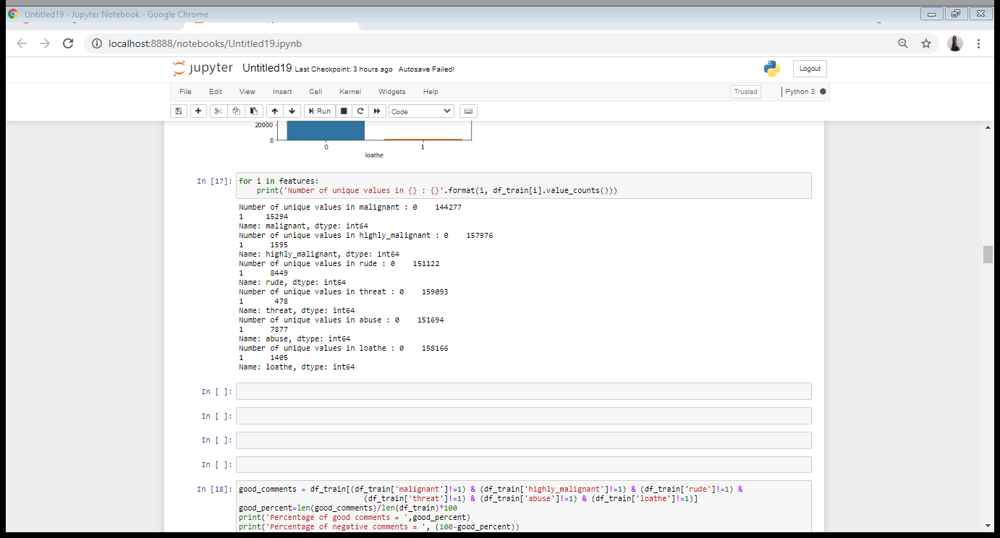 Untitled19 - Jupyter Notebook - Google Chrome
localhost:8888/notebooks/Untitled19.ipynb
jupyter Untitled19 Last Checkpoint: 3 hours ago Autosave Failed! Logout
File Edit View Insert Cell Kernel Widgets Help Trusted Python 3
Run Code
20000
0
0 1
loathe
In [17]: for i in features:
print('Number of unique values in {} : {}'.format(i, df_train[i].value_counts()))
Number of unique values in malignant : 0 144277
1 15294
Name: malignant, dtype: int64
Number of unique values in highly_malignant : 0 157976
1 1595
Name: highly_malignant, dtype: int64
Number of unique values in rude : 0 151122
1 8449
Name: rude, dtype: int64
Number of unique values in threat : 0 159093
1 478
Name: threat, dtype: int64
Number of unique values in abuse : 0 151694
1 7877
Name: abuse, dtype: int64
Number of unique values in loathe : 0 158166
1 1405
Name: loathe, dtype: int64
In [ ]:
In [ ]:
In [ ]:
In [ ]:
In [18]: good_comments = df_train[(df_train['malignant']!=1) & (df_train['highly_malignant']!=1) & (df_train['rude']!=1) &
(df_train['threat']!=1) & (df_train['abuse']!=1) & (df_train['loathe']!=1)]
good_percent=len(good_comments)/len(df_train)*100
print('Percentage of good comments = ',good_percent)
print('Percentage of negative comments = ', (100-good_percent))